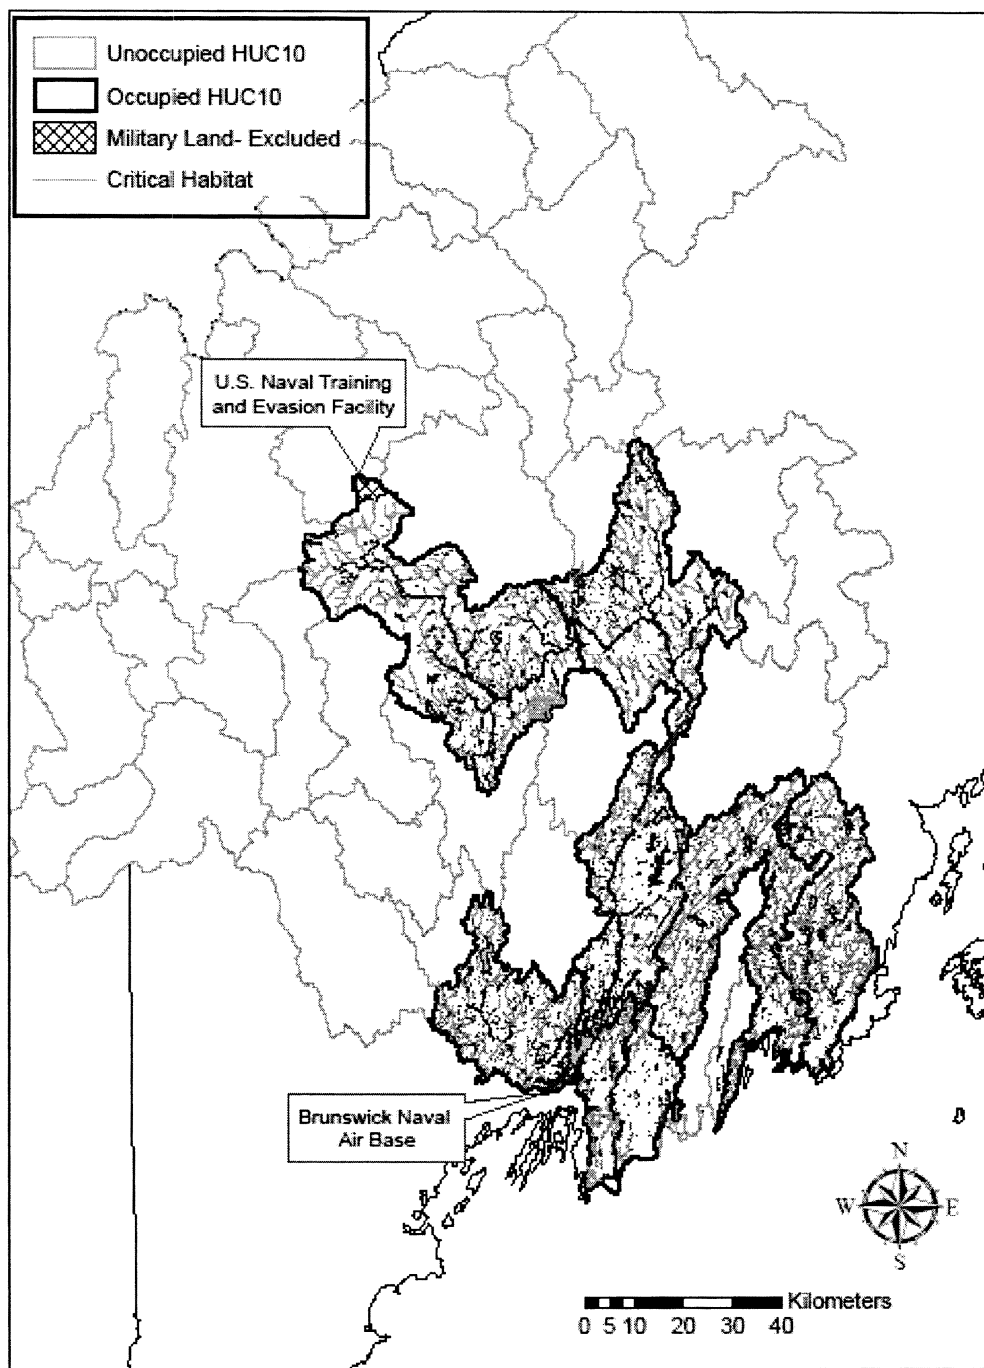 Unoccupied HUC10
Occupied HUC10
Military Land- Excluded
Critical Habitat
U.S. Naval Training
and Evasion Facility
Brunswick Naval
Air Base
N
W E
S
Kilometers
0 5 10 20 30 40